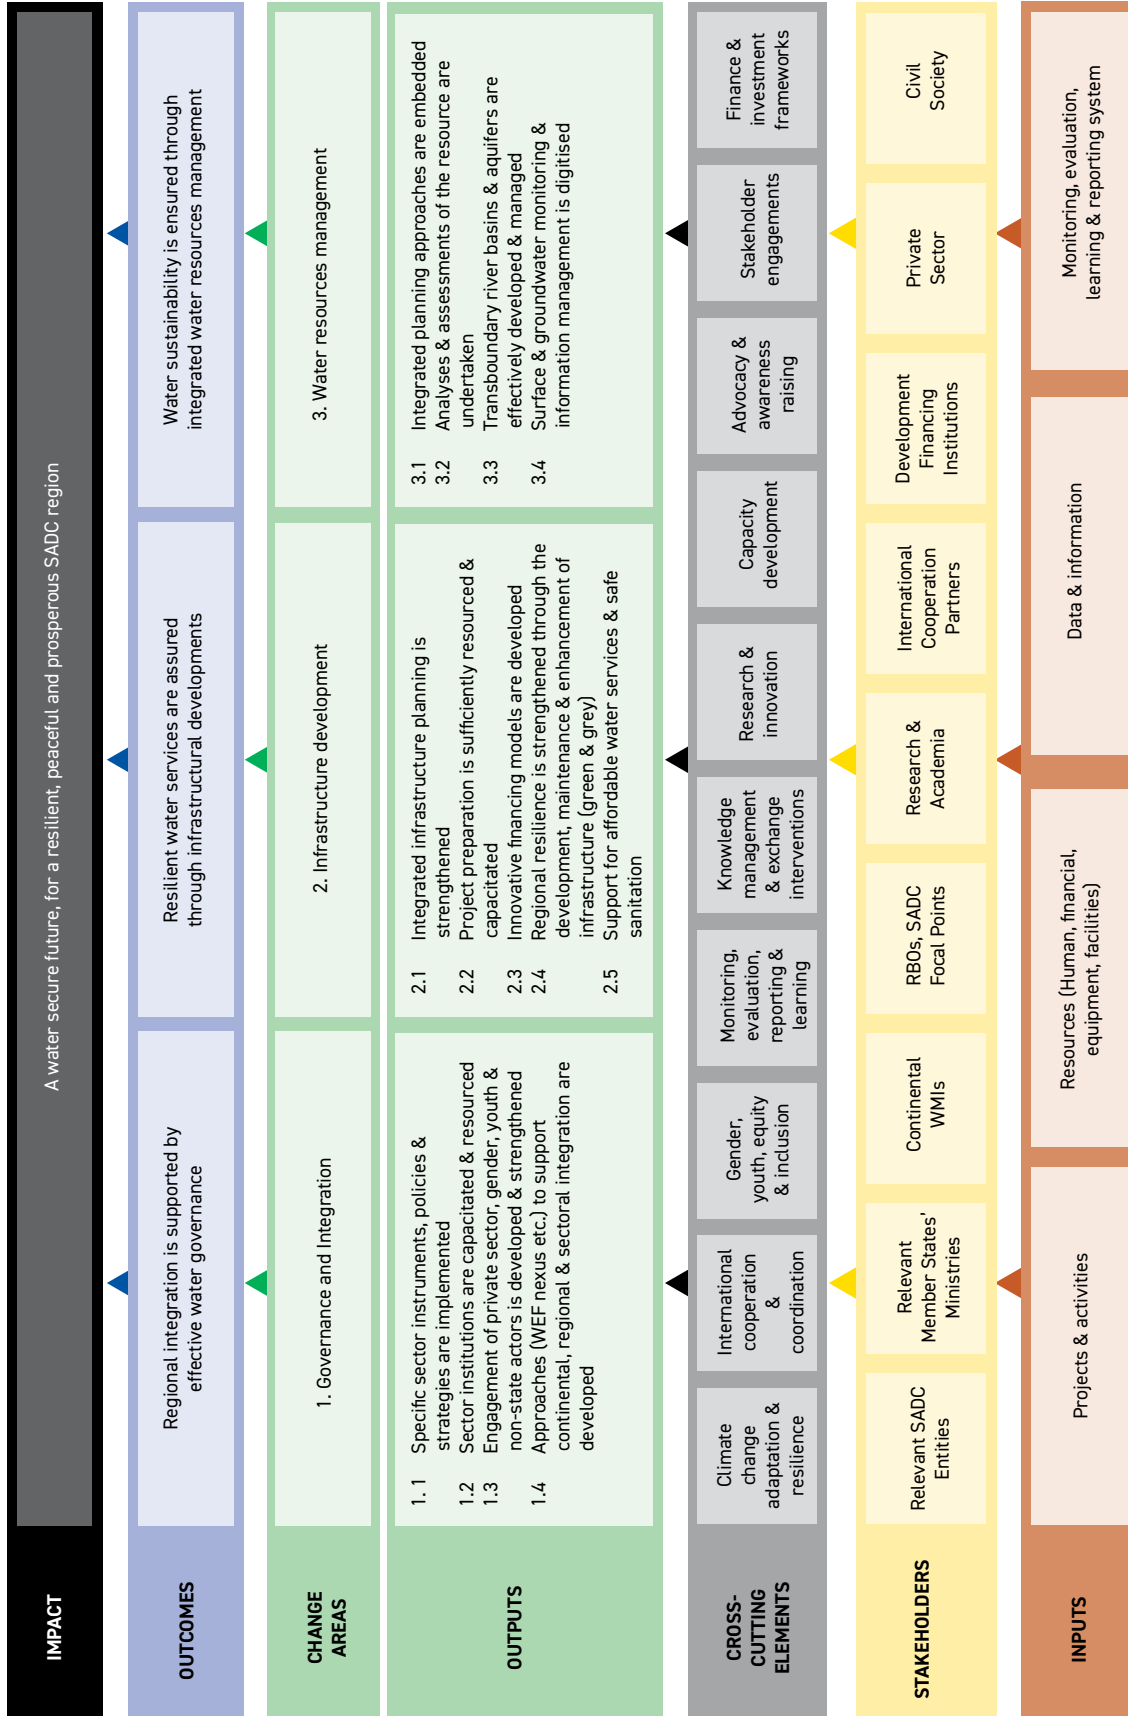 IMPACT
A water secure future, for a resilient, peaceful and prosperous SADC region
OUTCOMES
Regional integration is supported by
effective water governance
Resilient water services are assured
through infrastructural developments
Water sustainability is ensured through
integrated water resources management
CHANGE
AREAS
1. Governance and Integration
2. Infrastructure development
3. Water resources management
OUTPUTS
1. 1 Specific sector instruments, policies &
strategies are implemented
1.2 Sector institutions are capacitated & resourced
1.3 Engagement of private sector, gender, youth &
non-state actors is developed & strengthened
1.4 Approaches (WEF nexus etc.) to support
continental, regional & sectoral integration are
developed
2.1 Integrated infrastructure planning is
strengthened
2.2 Project preparation is sufficiently resourced &
capacitated
2.3 Innovative financing models are developed
2.4 Regional resilience is strengthened through the
development, maintenance & enhancement of
infrastructure (green & grey)
2.5 Support for affordable water services & safe
sanitation
3.1 Integrated planning approaches are embedded
3.2 Analyses & assessments of the resource are
undertaken
3.3 Transboundary river basins & aquifers are
effectively developed & managed
3.4 Surface & groundwater monitoring &
information management is digitised
CROSS-
CUTTING
ELEMENTS
Climate
change
adaptation &
resilience
International
cooperation
&
coordination
Gender,
youth, equity
& inclusion
Monitoring,
evaluation,
reporting &
learning
Knowledge
management
& exchange
interventions
Research &
innovation
Capacity
development
Advocacy &
awareness
raising
Stakeholder
engagements
Finance &
investment
frameworks
STAKEHOLDERS
Relevant SADC
Entities
Relevant
Member States’
Ministries
Continental
WMIs
RBOs, SADC
Focal Points
Research &
Academia
International
Cooperation
Partners
Development
Financing
Institutions
Private
Sector
Civil
Society
INPUTS
Projects & activities
Resources (Human, financial,
equipment, facilities)
Data & information
Monitoring, evaluation,
learning & reporting system